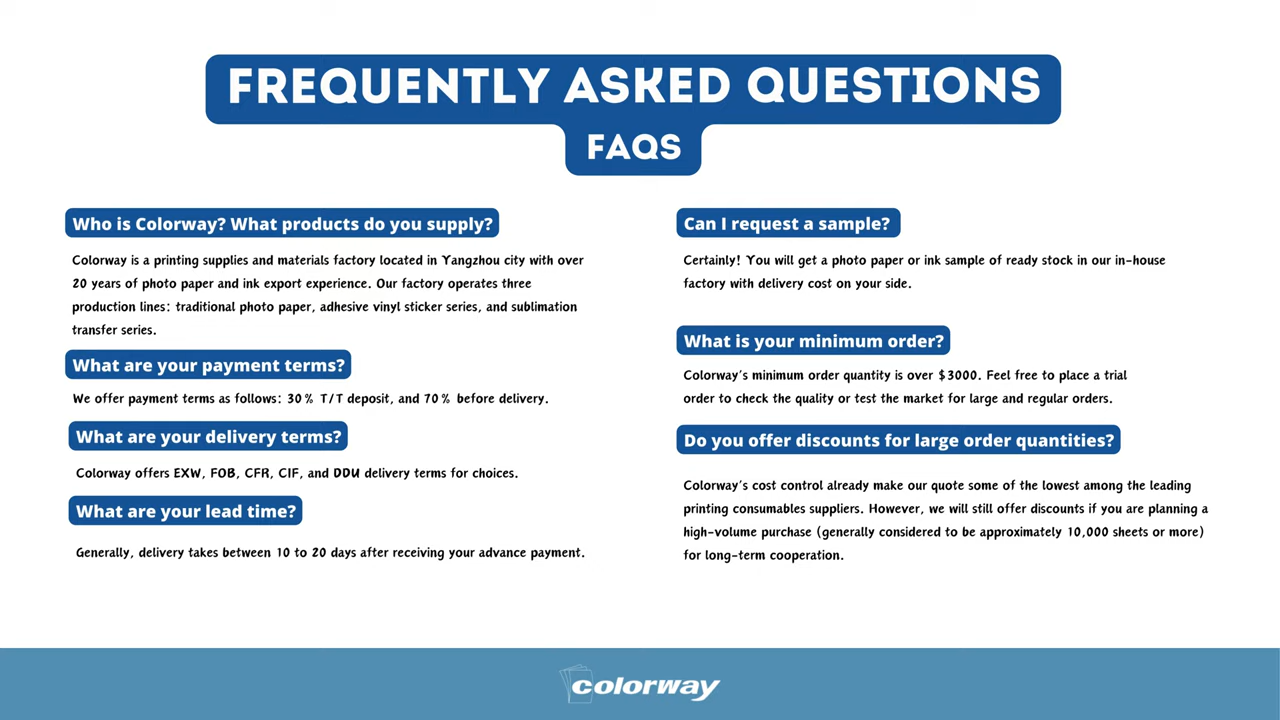 FREQUENTLY ASKED QUESTIONS
FAQS
Who is Colorway? What products do you supply?
Colorway is a printing supplies and materials factory located in Yangzhou city with over
20 years of photo paper and ink export experience. Our factory operates three
production lines: traditional photo paper, adhesive vinyl sticker series, and sublimation
transfer series.
What are your payment terms?
We offer payment terms as follows: 30% T/T deposit, and 70% before delivery.
What are your delivery terms?
Colorway offers EXW, FOB, CFR, CIF, and DDU delivery terms for choices.
What are your lead time?
Generally, delivery takes between 10 to 20 days after receiving your advance payment.
Can I request a sample?
Certainly! You will get a photo paper or ink sample of ready stock in our in-house
factory with delivery cost on your side.
What is your minimum order?
Colorway's minimum order quantity is over $3000. Feel free to place a trial
order to check the quality or test the market for large and regular orders.
Do you offer discounts for large order quantities?
Colorway's cost control already make our quote some of the lowest among the leading
printing consumables suppliers. However, we will still offer discounts if you are planning a
high-volume purchase (generally considered to be approximately 10,000 sheets or more)
for long-term cooperation.
colorway